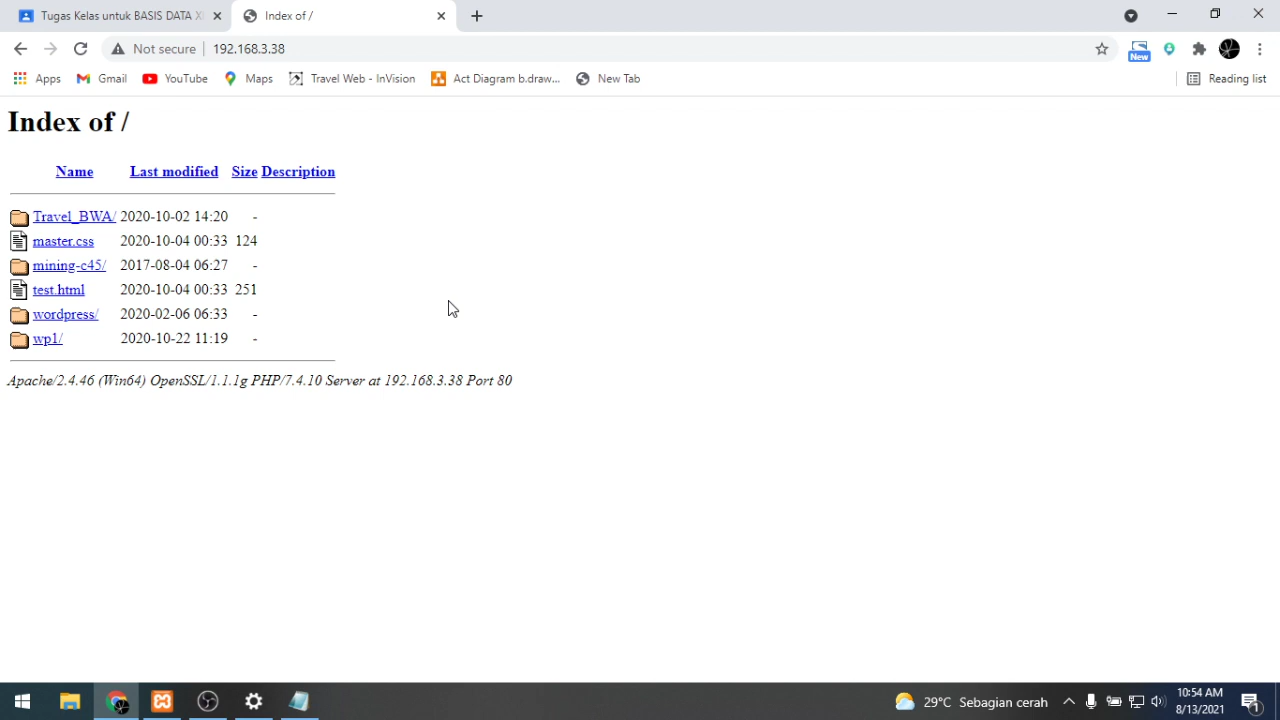 Tugas Kelas untuk BASIS DATA XI
Index of /
Not secure
192.168.3.38
New
Apps
Gmail
YouTube
Maps
Travel Web - InVision
Act Diagram b.draw...
New Tab
Reading list
Index of /
Name Last modified Size Description
Travel_BWA/ 2020-10-02 14:20 -
master.css 2020-10-04 00:33 124
mining-c45/ 2017-08-04 06:27 -
test.html 2020-10-04 00:33 251
wordpress/ 2020-02-06 06:33 -
wp1/ 2020-10-22 11:19 -
Apache/2.4.46 (Win64) OpenSSL/1.1.1g PHP/7.4.10 Server at 192.168.3.38 Port 80
29°C Sebagian cerah
10:54 AM
8/13/2021
1